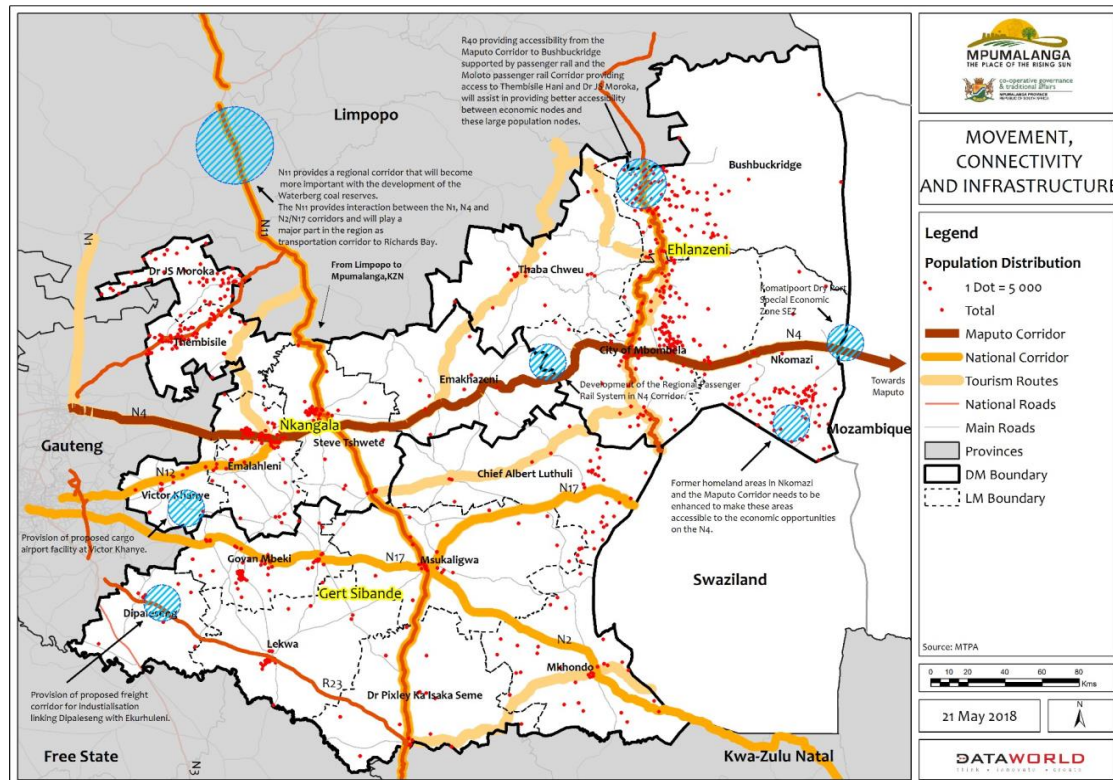 R40 providing accessibility from the
Maputo Corridor to Bushbuckridge
supported by passenger rail and the
Moloto passenger rail Corridor providing
access to Thembisile Hani and Dr JS Moroka,
will assist in providing better accessibility
between economic nodes and
these large population nodes.
Limpopo
Bushbuckridge
N11 provides a regional corridor that will become
more important with the development of the
Waterberg coal reserves.
The N11 provides interaction between the N1, N4 and
N2/N17 corridors and will play a
major part in the region as
transportation corridor to Richards Bay.
N1
N11
From Limpopo to
Mpumalanga,KZN
Dr JS Moroka
Thaba Chweu
Ehlanzeni
Komatipoort Dry Port
Special Economic
Zone SEZ
Thembisile
City of Mbombela
N4
Nkomazi
Emakhazeni
Towards
Maputo
Development of the Regional Passenger
Rail System in N4 Corridor.
N4
Nkangala
Steve Tshwete
Mozambique
Gauteng
Emalahleni
N12
Chief Albert Luthuli
N17
Victor Khanye
Former homeland areas in Nkomazi
and the Maputo Corridor needs to be
enhanced to make these areas
accessible to the economic opportunities
on the N4.
Provision of proposed cargo
airport facility at Victor Khanye.
Goyan Mbeki
N17
Msukaligwa
Swaziland
Gert Sibande
Dipaleseng
Lekwa
N2
Mkhondo
R23
Dr Pixley Ka Isaka Seme
Provision of proposed freight
corridor for industialisation
linking Dipaleseng with Ekurhuleni.
Free State
N3
Kwa-Zulu Natal
MPUMALANGA
THE PLACE OF THE RISING SUN
co-operative governance
& traditional affairs
MPUMALANGA PROVINCE
REPUBLIC OF SOUTH AFRICA
MOVEMENT,
CONNECTIVITY
AND INFRASTRUCTURE
Legend
Population Distribution
1 Dot = 5 000
Total
Maputo Corridor
National Corridor
Tourism Routes
National Roads
Main Roads
Provinces
DM Boundary
LM Boundary
Source: MTPA
0 10 20 40 60 80
Kms
21 May 2018
N
DATAWORLD
think • innovate • create